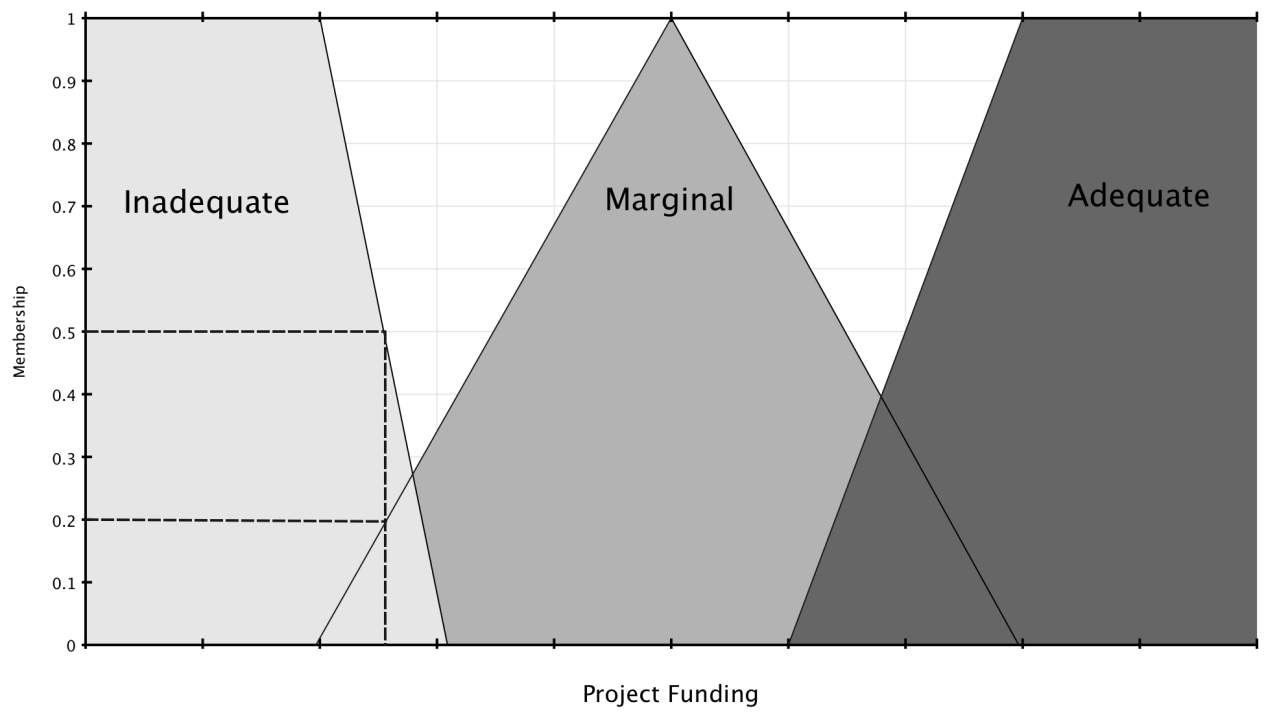 1
0.9
0.8
0.7
0.6
0.5
0.4
0.3
0.2
0.1
0
Membership
Inadequate
Marginal
Adequate
Project Funding